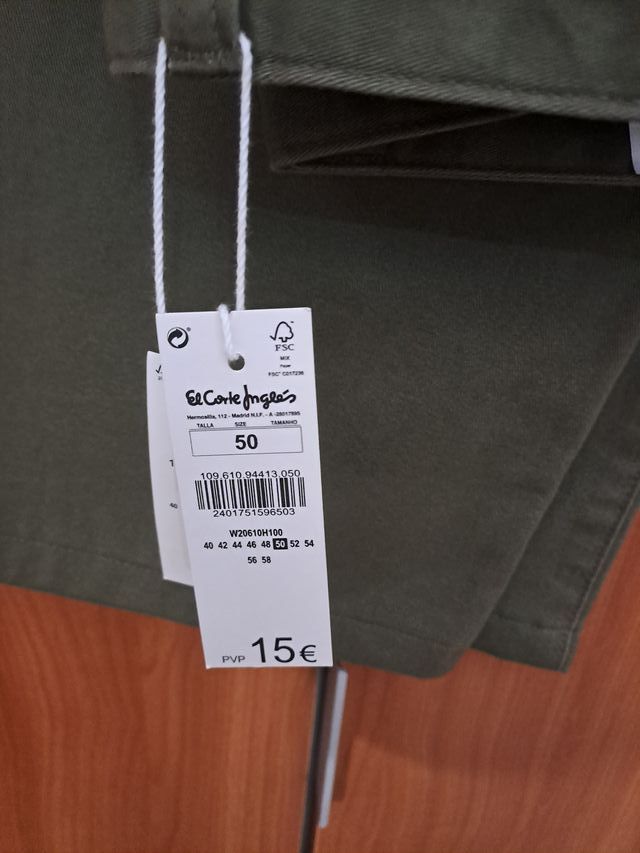 FSC
MIX
Paper
FSC® C017236
El Corte Inglés
Hermosilla, 112 - Madrid N.I.F. - A -28017895
TALLA SIZE TAMANHO
50
109 610 94413 050
2401751596503
W20610H100
40 42 44 46 48 50 52 54
56 58
PVP 15€
40